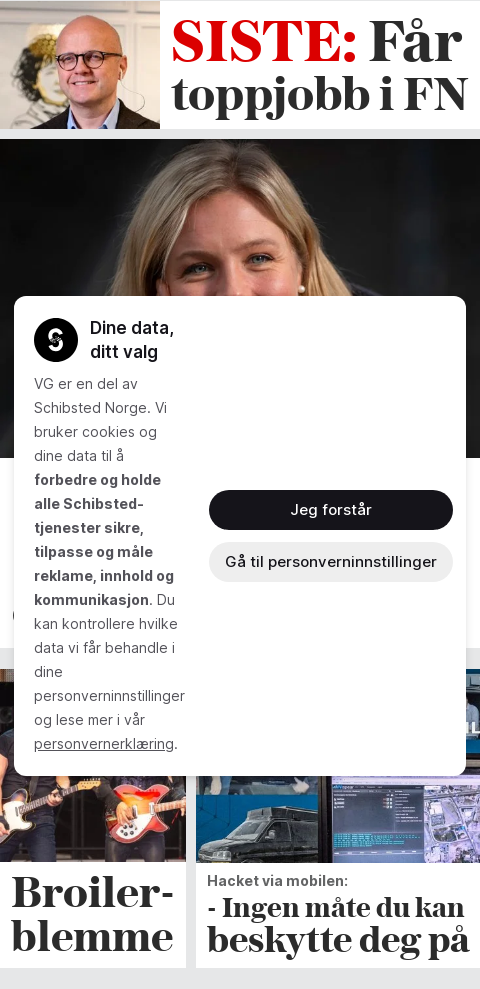 SISTE: Får
toppjobb i FN
Dine data,
ditt valg
VG er en del av
Schibsted Norge. Vi
bruker cookies og
dine data til å
forbedre og holde
alle Schibsted-
tjenester sikre,
tilpasse og måle
reklame, innhold og
kommunikasjon. Du
kan kontrollere hvilke
data vi får behandle i
dine
personverninnstillinger
og lese mer i vår
personvernerklæring.
Jeg forstår
Gå til personverninnstillinger
Broiler-
blemme
Hacket via mobilen:
- Ingen måte du kan
beskytte deg på